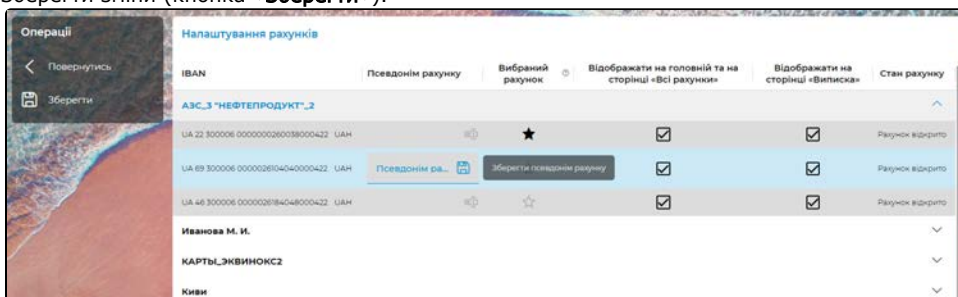 Зберегти зміни (кнопка "Зберегти").
Операції
Повернутись
Зберегти
Налаштування рахунків
IBAN
Псевдонім рахунку
Вибраний рахунок
Відображати на головній та на сторінці «Всі рахунки»
Відображати на сторінці «Виписка»
Стан рахунку
АЗС_3 "НЕФТЕПРОДУКТ"_2
UA 22 300006 0000000260038000422 UAH
Рахунок відкрито
UA 69 300006 0000026104040000422 UAH
Псевдонім ра...
Зберегти псевдонім рахунку
Рахунок відкрито
UA 46 300006 0000026184048000422 UAH
Рахунок відкрито
Иванова М. И.
КАРТЫ_ЭКВИНОКС2
Киви